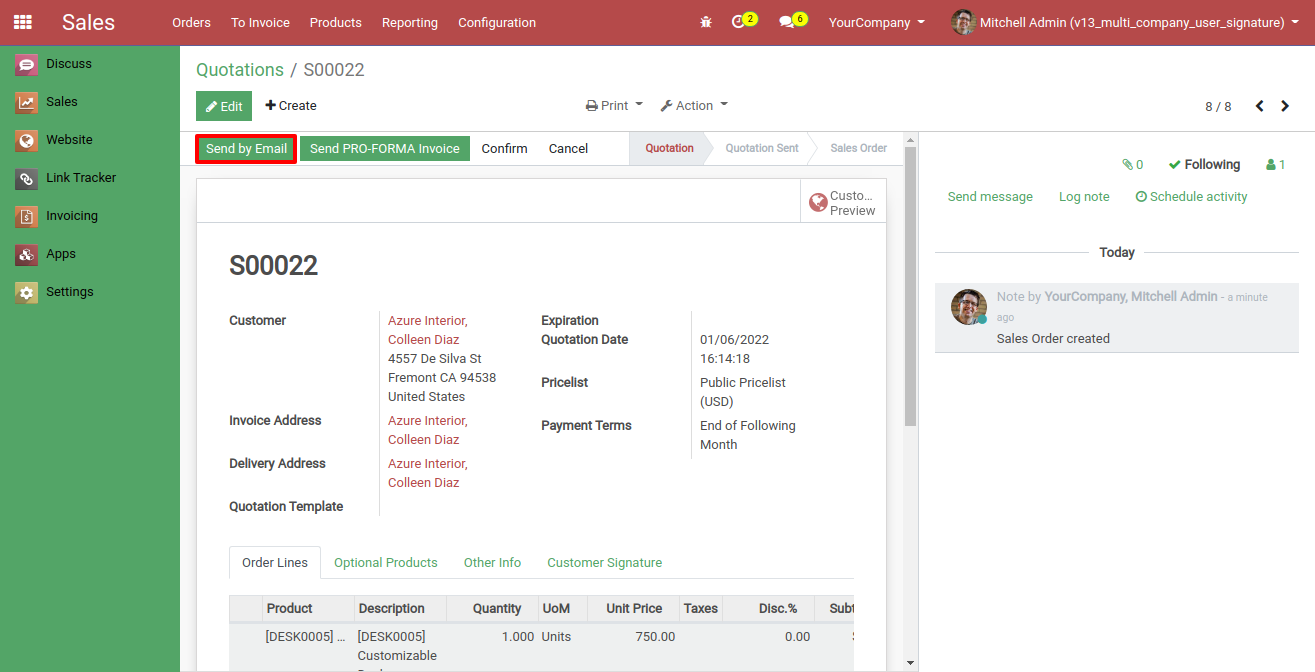 Sales
Orders To Invoice Products Reporting Configuration
2 6 YourCompany Mitchell Admin (v13_multi_company_user_signature)
Discuss
Sales
Website
Link Tracker
Invoicing
Apps
Settings
Quotations / S00022
Edit Create
Print Action
8 / 8
Send by Email Send PRO-FORMA Invoice Confirm Cancel
Quotation Quotation Sent Sales Order
Custo...
Preview
S00022
Customer
Azure Interior,
Colleen Diaz
4557 De Silva St
Fremont CA 94538
United States
Invoice Address
Azure Interior,
Colleen Diaz
Delivery Address
Azure Interior,
Colleen Diaz
Quotation Template
Expiration
Quotation Date
01/06/2022
16:14:18
Pricelist
Public Pricelist
(USD)
Payment Terms
End of Following
Month
Order Lines Optional Products Other Info Customer Signature
Product Description Quantity UoM Unit Price Taxes Disc.%
[DESK0005] ... [DESK0005] 1.000 Units 750.00 0.00
Customizable
0 Following 1
Send message Log note Schedule activity
Today
Note by YourCompany, Mitchell Admin - a minute
ago
Sales Order created